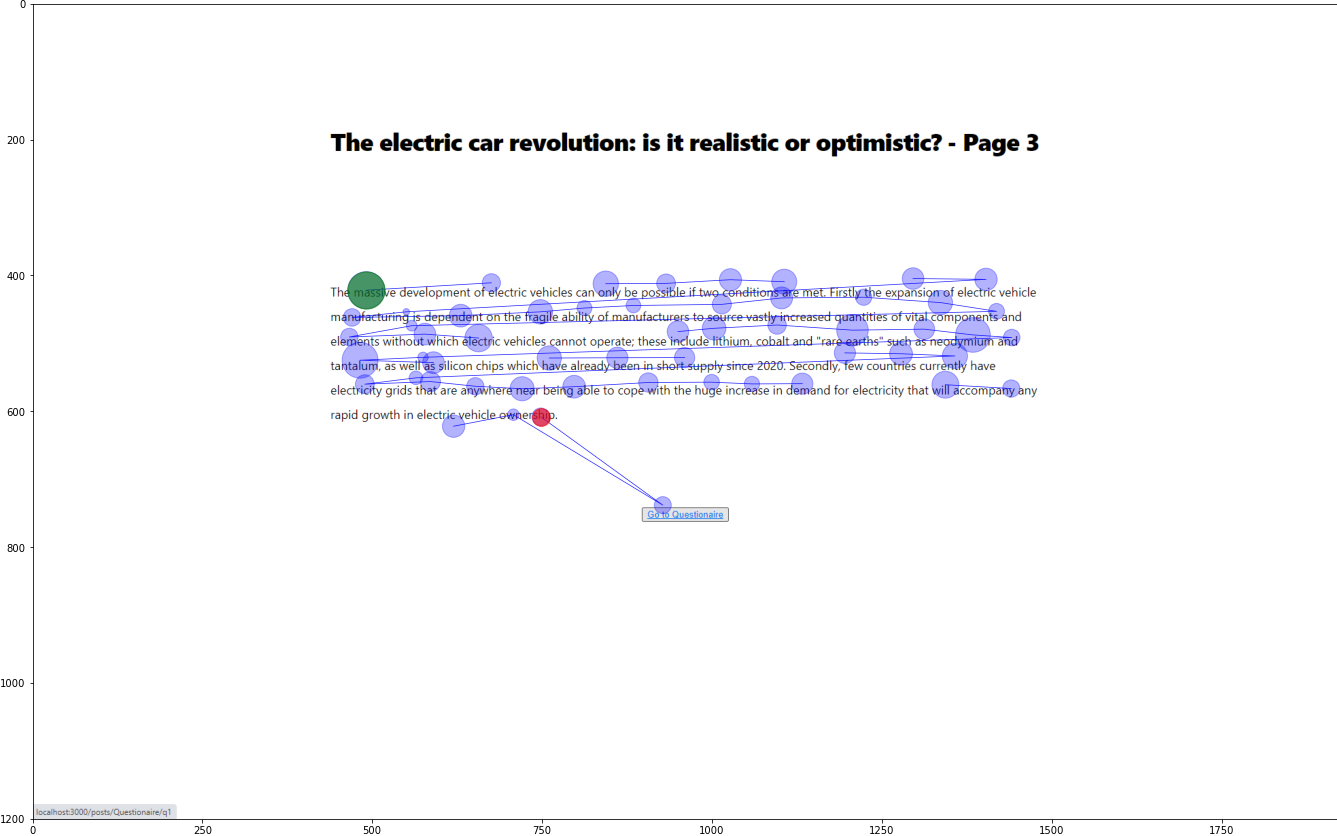 0
200
The electric car revolution: is it realistic or optimistic? - Page 3
400
The massive development of electric vehicles can only be possible if two conditions are met. Firstly the expansion of electric vehicle
manufacturing is dependent on the fragile ability of manufacturers to source vastly increased quantities of vital components and
elements without which electric vehicles cannot operate; these include lithium, cobalt and "rare earths" such as neodymium and
tantalum, as well as silicon chips which have already been in short supply since 2020. Secondly, few countries currently have
electricity grids that are anywhere near being able to cope with the huge increase in demand for electricity that will accompany any
600
rapid growth in electric vehicle ownership.
Go to Questionaire
800
1000
localhost:3000/posts/Questionaire/q1
1200
0 250 500 750 1000 1250 1500 1750